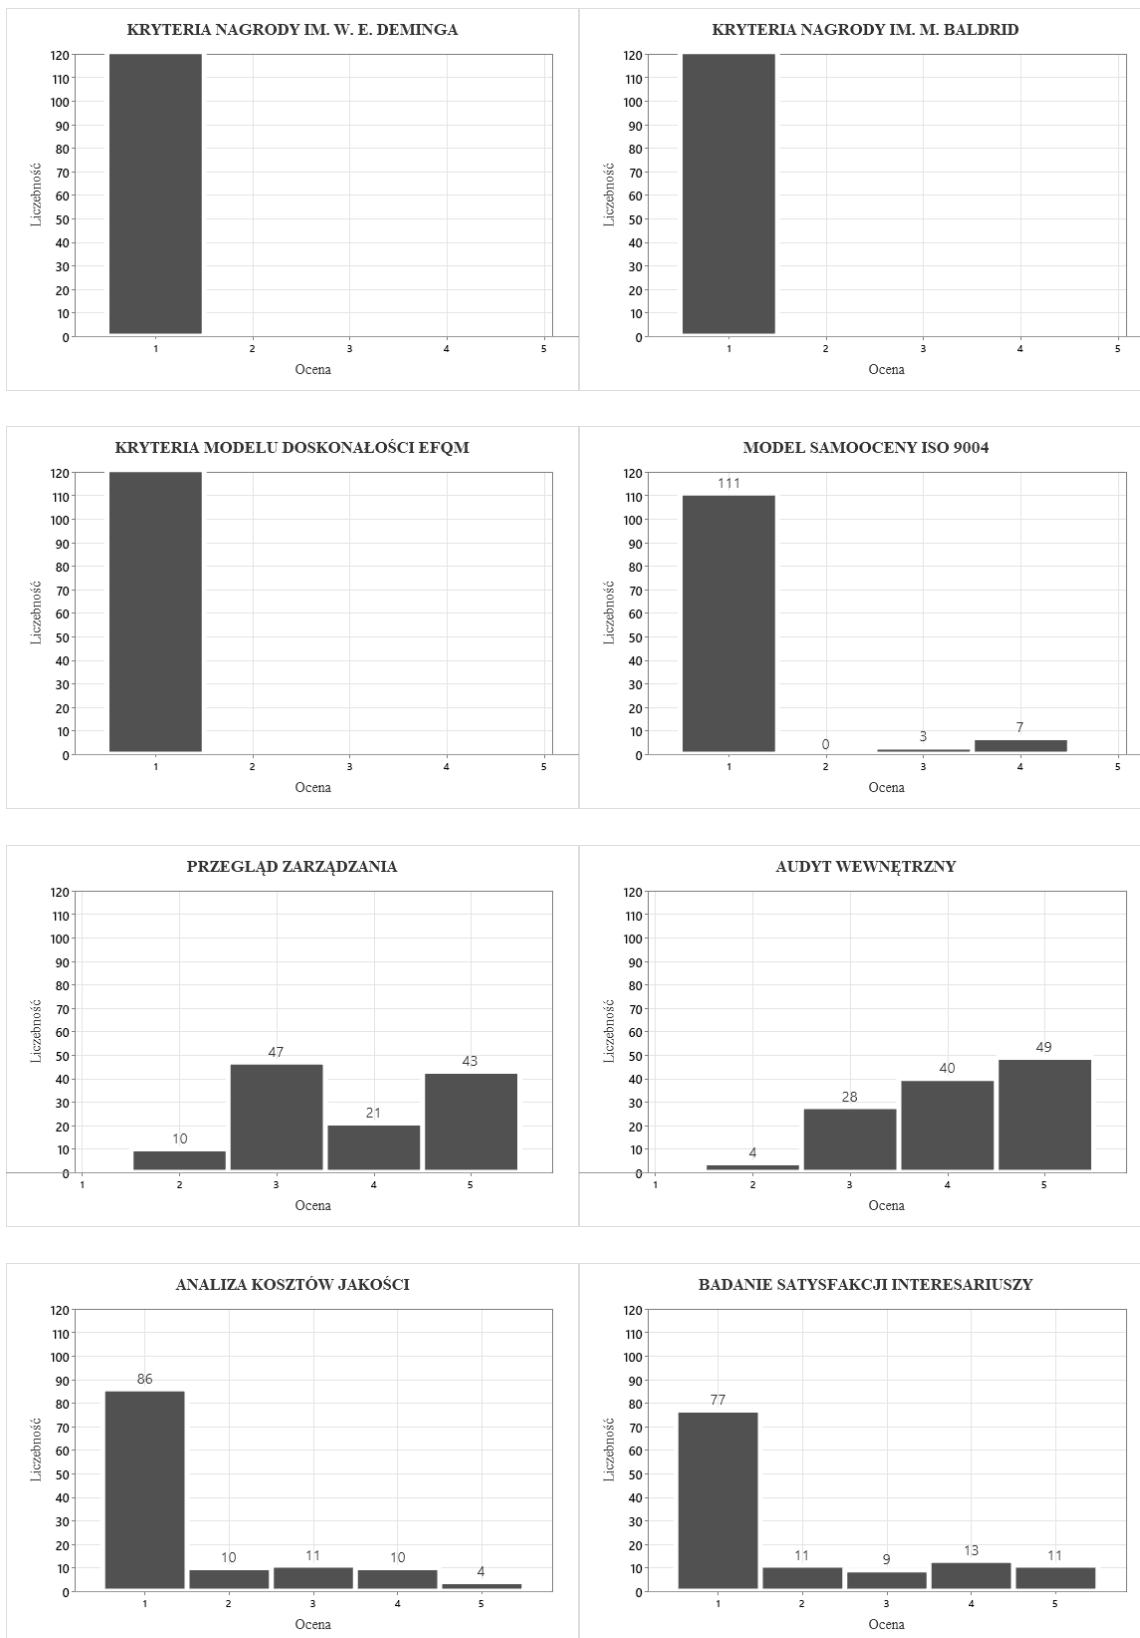 KRYTERIA NAGRODY IM. W. E. DEMINGA
120
110
100
90
80
70
60
50
40
30
20
10
0
Liczebność
1 2 3 4 5
Ocena
KRYTERIA NAGRODY IM. M. BALDRID
120
110
100
90
80
70
60
50
40
30
20
10
0
Liczebność
1 2 3 4 5
Ocena
KRYTERIA MODELU DOSKONAŁOŚCI EFQM
120
110
100
90
80
70
60
50
40
30
20
10
0
Liczebność
1 2 3 4 5
Ocena
MODEL SAMOOCENY ISO 9004
120
110
100
90
80
70
60
50
40
30
20
10
0
Liczebność
111 0 3 7
1 2 3 4 5
Ocena
PRZEGLĄD ZARZĄDZANIA
120
110
100
90
80
70
60
50
40
30
20
10
0
Liczebność
10 47 21 43
1 2 3 4 5
Ocena
AUDYT WEWNĘTRZNY
120
110
100
90
80
70
60
50
40
30
20
10
0
Liczebność
4 28 40 49
1 2 3 4 5
Ocena
ANALIZA KOSZTÓW JAKOŚCI
120
110
100
90
80
70
60
50
40
30
20
10
0
Liczebność
86 10 11 10 4
1 2 3 4 5
Ocena
BADANIE SATYSFAKCJI INTERESARIUSZY
120
110
100
90
80
70
60
50
40
30
20
10
0
Liczebność
77 11 9 13 11
1 2 3 4 5
Ocena